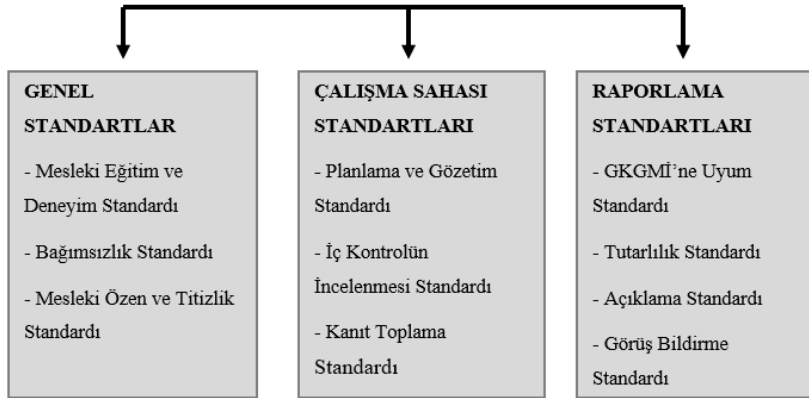 GENEL
STANDARTLAR
- Mesleki Eğitim ve
Deneyim Standardı
- Bağımsızlık Standardı
- Mesleki Özen ve Titizlik
Standardı
ÇALIŞMA SAHASI
STANDARTLARI
- Planlama ve Gözetim
Standardı
- İç Kontrolün
İncelenmesi Standardı
- Kanıt Toplama
Standardı
RAPORLAMA
STANDARTLARI
- GKGMİ’ne Uyum
Standardı
- Tutarlılık Standardı
- Açıklama Standardı
- Görüş Bildirme
Standardı